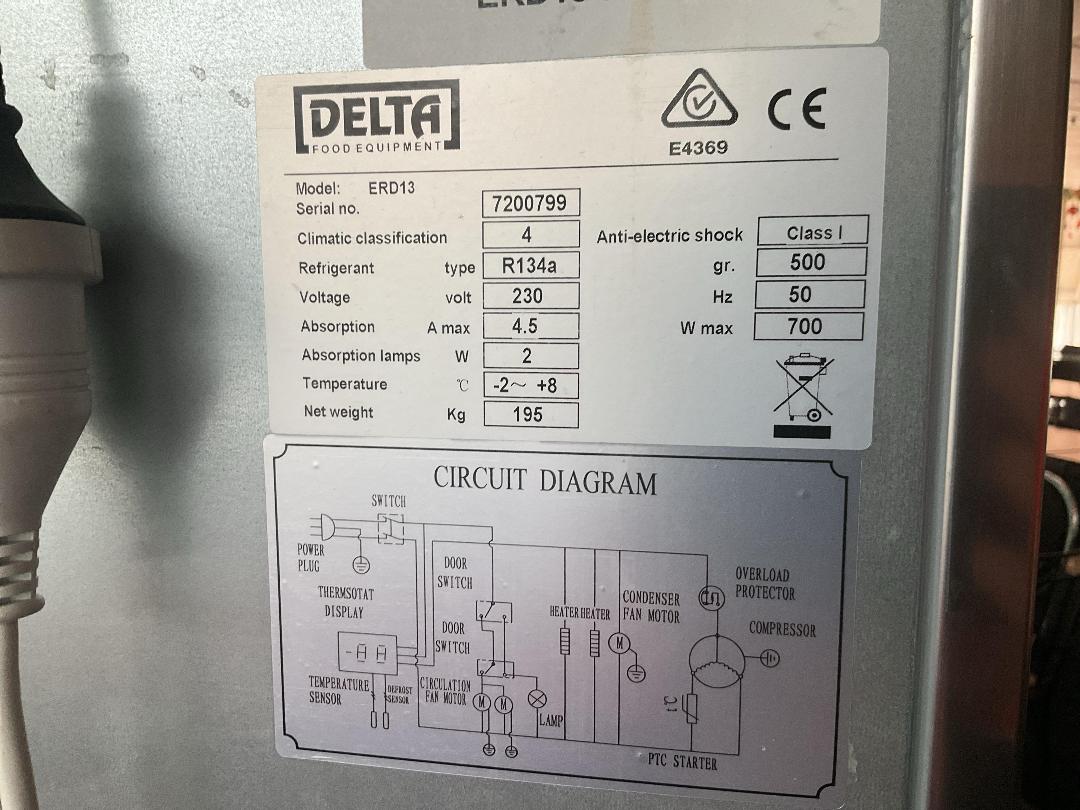 DELTA
FOOD EQUIPMENT
CE
E4369
Model: ERD13
Serial no. 7200799
Climatic classification 4 Anti-electric shock Class I
Refrigerant type R134a gr. 500
Voltage volt 230 Hz 50
Absorption A max 4.5 W max 700
Absorption lamps W 2
Temperature °C -2~ +8
Net weight Kg 195
CIRCUIT DIAGRAM
SWITCH
POWER
PLUG
DOOR
SWITCH
OVERLOAD
PROTECTOR
THERMSOTAT
DISPLAY
HEATER HEATER
CONDENSER
FAN MOTOR
M
COMPRESSOR
DOOR
SWITCH
TEMPERATURE
SENSOR
DEFROST
SENSOR
CIRCULATION
FAN MOTOR
M M
LAMP
PTC STARTER